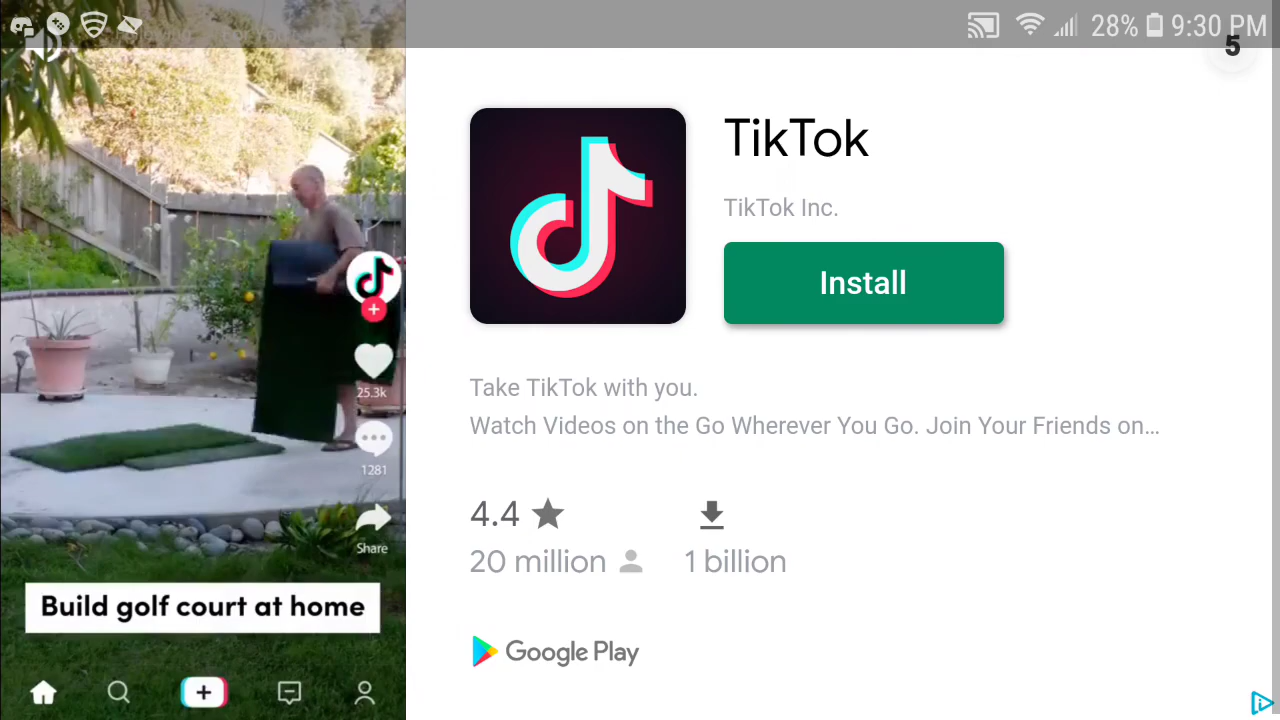 28% 9:30 PM
5
TikTok
TikTok Inc.
Install
Take TikTok with you.
Watch Videos on the Go Wherever You Go. Join Your Friends on...
4.4
20 million
1 billion
Google Play
25.3k
1281
Share
Build golf court at home